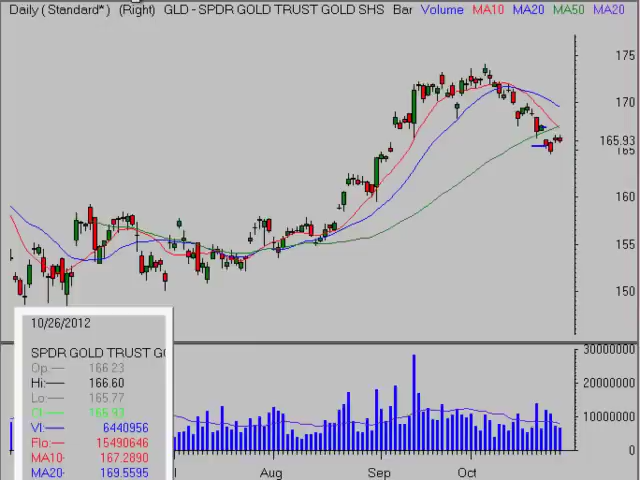 Daily ( Standard* ) (Right) GLD - SPDR GOLD TRUST GOLD SHS Bar Volume MA10 MA20 MA50 MA20
175
170
165.93
165
160
155
150
10/26/2012
SPDR GOLD TRUST
Op.— 166.23
Hi:— 166.60
Lo:— 165.77
Cl:— 165.93
Vl:— 6440956
Flo:— 15490646
MA10- 167.2890
MA20- 169.5595
30000000
20000000
10000000
0
Aug Sep Oct